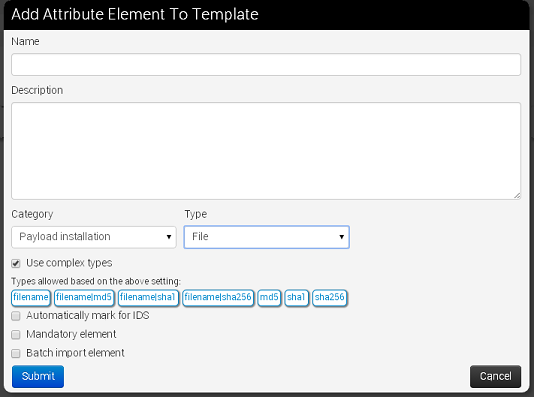 Add Attribute Element To Template
Name
Description
Category Type
Payload installation File
Use complex types
Types allowed based on the above setting:
filename filename|md5 filename|sha1 filename|sha256 md5 sha1 sha256
Automatically mark for IDS
Mandatory element
Batch import element
Submit Cancel